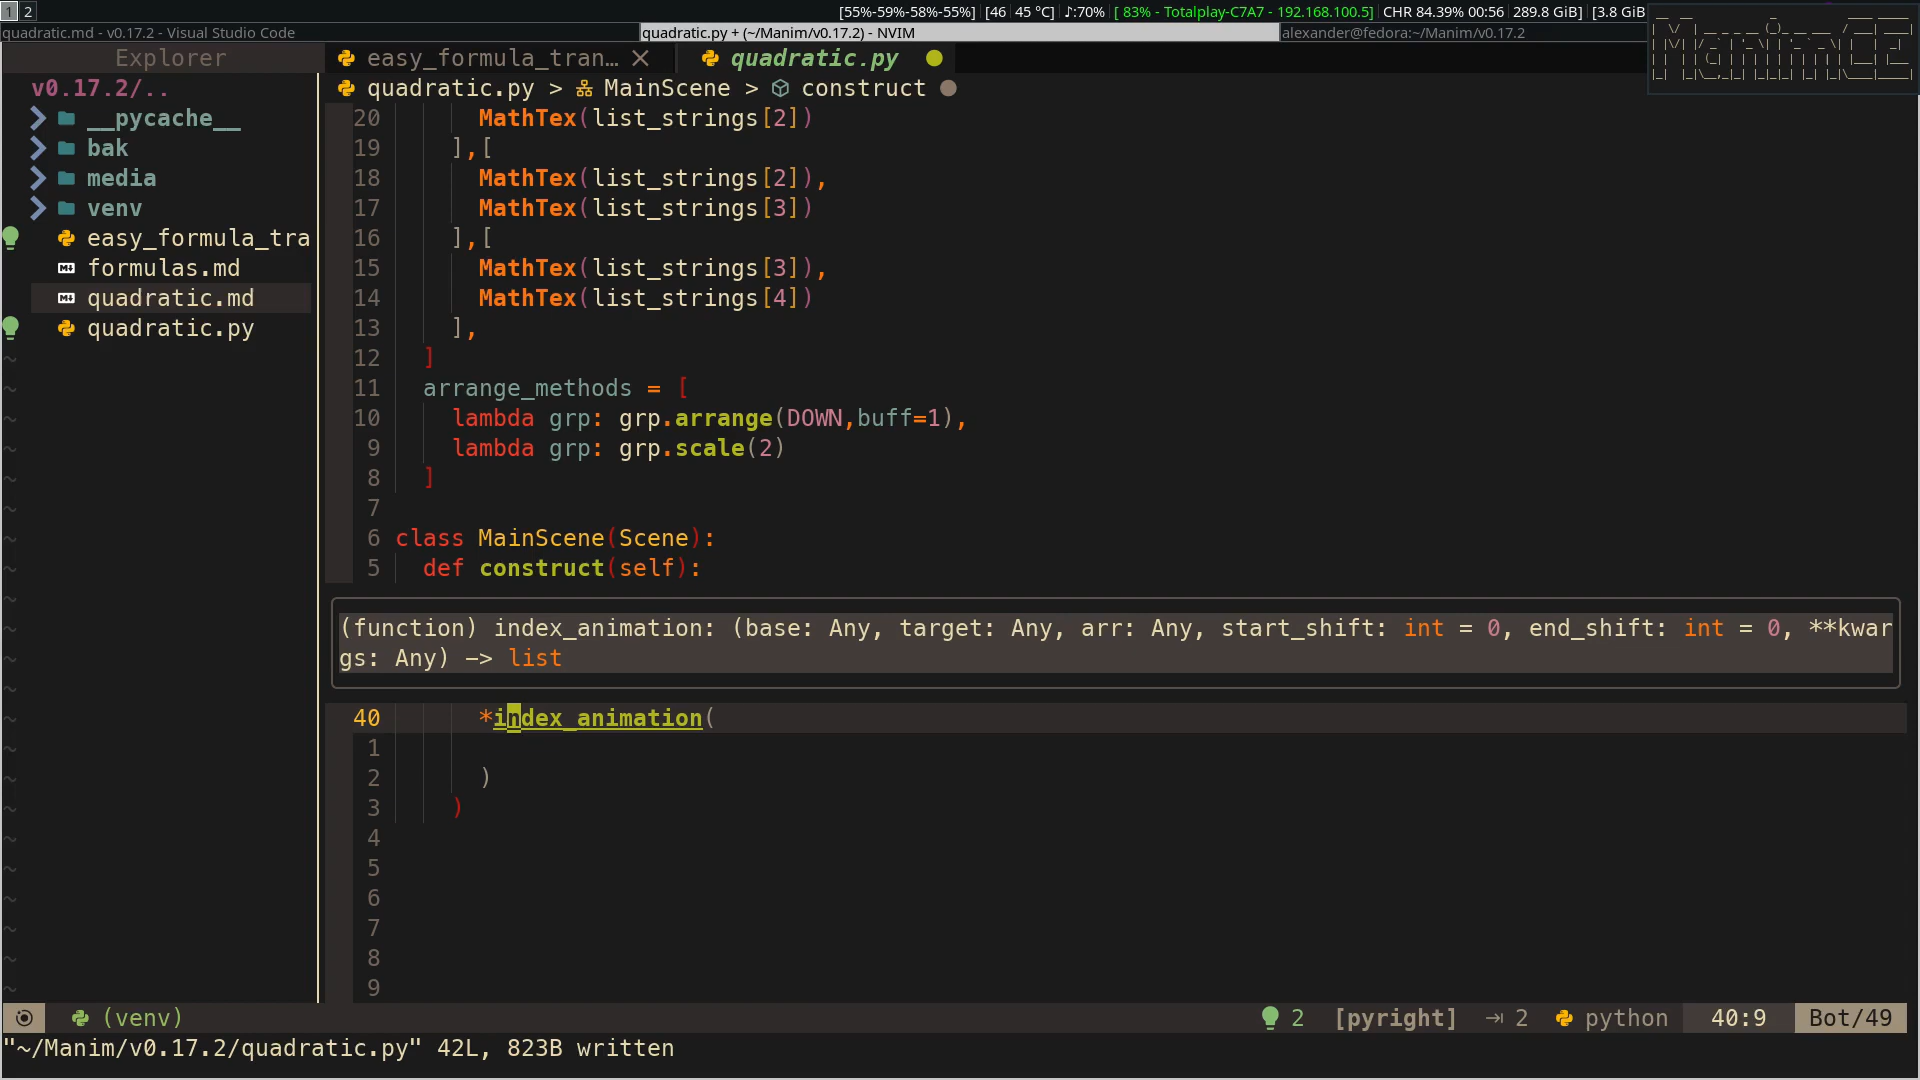 1 2 [55%-59%-58%-55%] [46 45 °C] ♪:70% [ 83% - Totalplay-C7A7 - 192.168.100.5] CHR 84.39% 00:56 289.8 GiB] [3.8 GiB
quadratic.md - v0.17.2 - Visual Studio Code
quadratic.py + (~/Manim/v0.17.2) - NVIM
alexander@fedora:~/Manim/v0.17.2
ManimCE
Explorer
v0.17.2/..
__pycache__
bak
media
venv
easy_formula_tra
formulas.md
quadratic.md
quadratic.py
easy_formula_tran…
quadratic.py
quadratic.py > MainScene > construct
20 MathTex(list_strings[2])
19 ],[
18 MathTex(list_strings[2]),
17 MathTex(list_strings[3])
16 ],[
15 MathTex(list_strings[3]),
14 MathTex(list_strings[4])
13 ],
12 ]
11 arrange_methods = [
10 lambda grp: grp.arrange(DOWN,buff=1),
9 lambda grp: grp.scale(2)
8 ]
7
6 class MainScene(Scene):
5 def construct(self):
(function) index_animation: (base: Any, target: Any, arr: Any, start_shift: int = 0, end_shift: int = 0, **kwar
gs: Any) -> list
40 *index_animation(
1
2 )
3 )
4
5
6
7
8
9
(venv) 2 [pyright] ⇥ 2 python 40:9 Bot/49
"~/Manim/v0.17.2/quadratic.py" 42L, 823B written